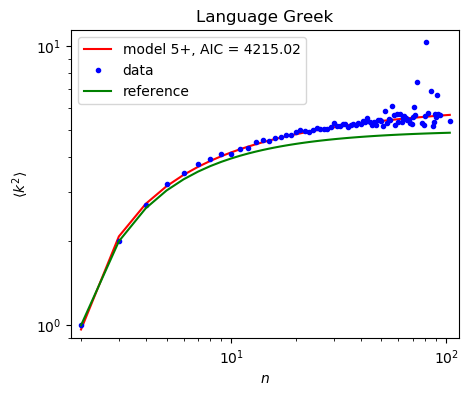 Language Greek
model 5+, AIC = 4215.02
data
reference
10¹
10⁰
⟨k²⟩
10¹
10²
n